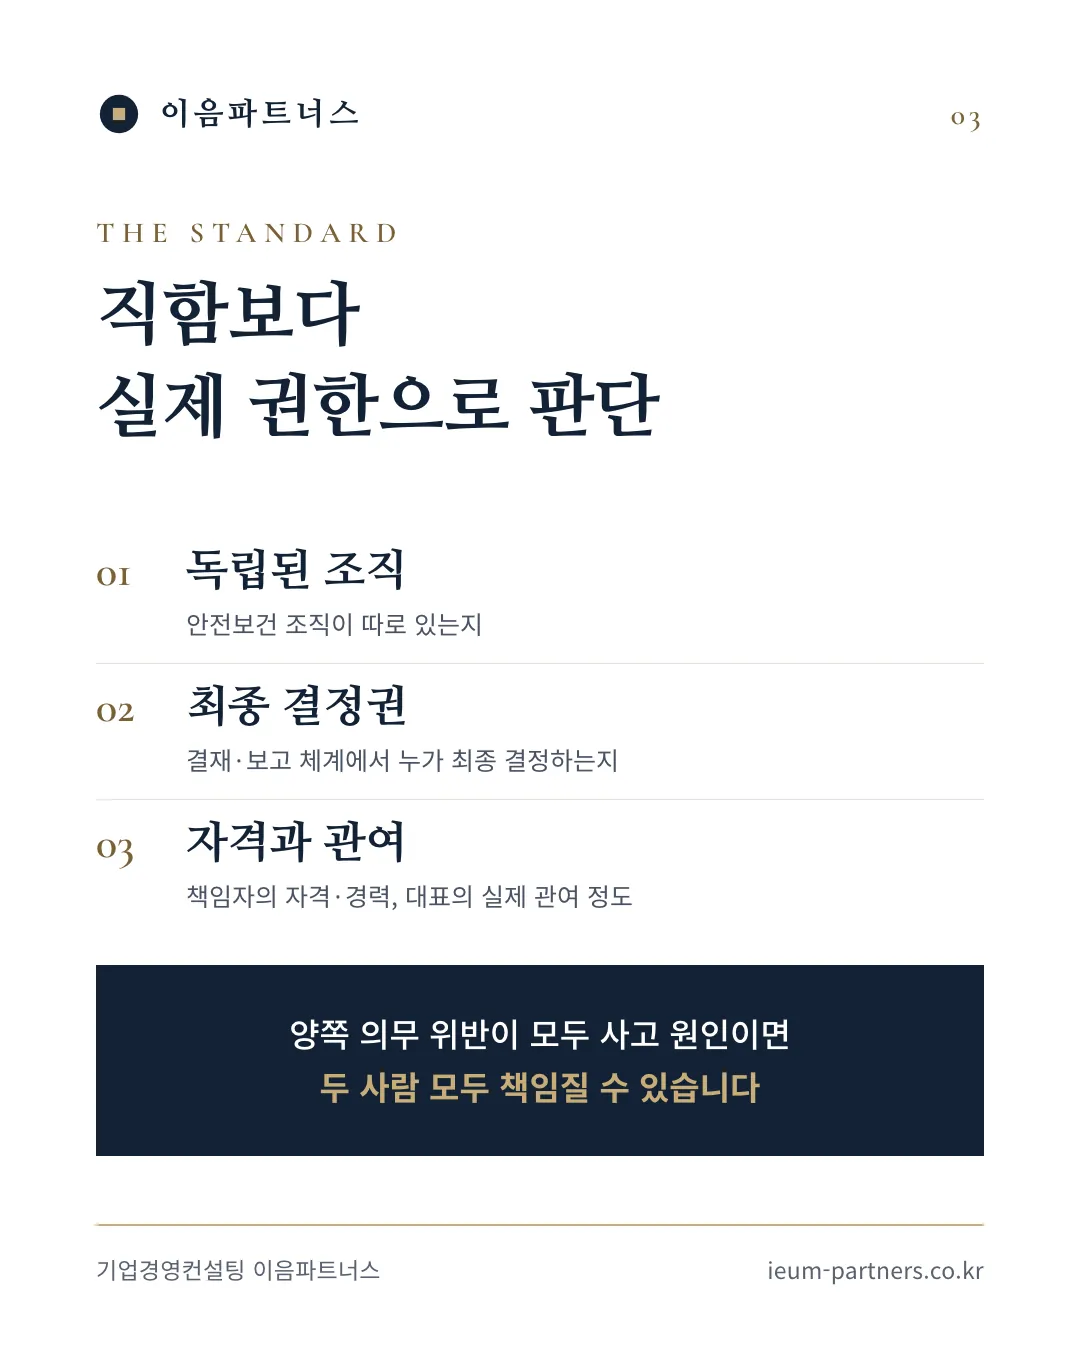 이음파트너스
03
THE STANDARD
직함보다
실제 권한으로 판단
01 독립된 조직
안전보건 조직이 따로 있는지
02 최종 결정권
결재·보고 체계에서 누가 최종 결정하는지
03 자격과 관여
책임자의 자격·경력, 대표의 실제 관여 정도
양쪽 의무 위반이 모두 사고 원인이면
두 사람 모두 책임질 수 있습니다
기업경영컨설팅 이음파트너스
ieum-partners.co.kr